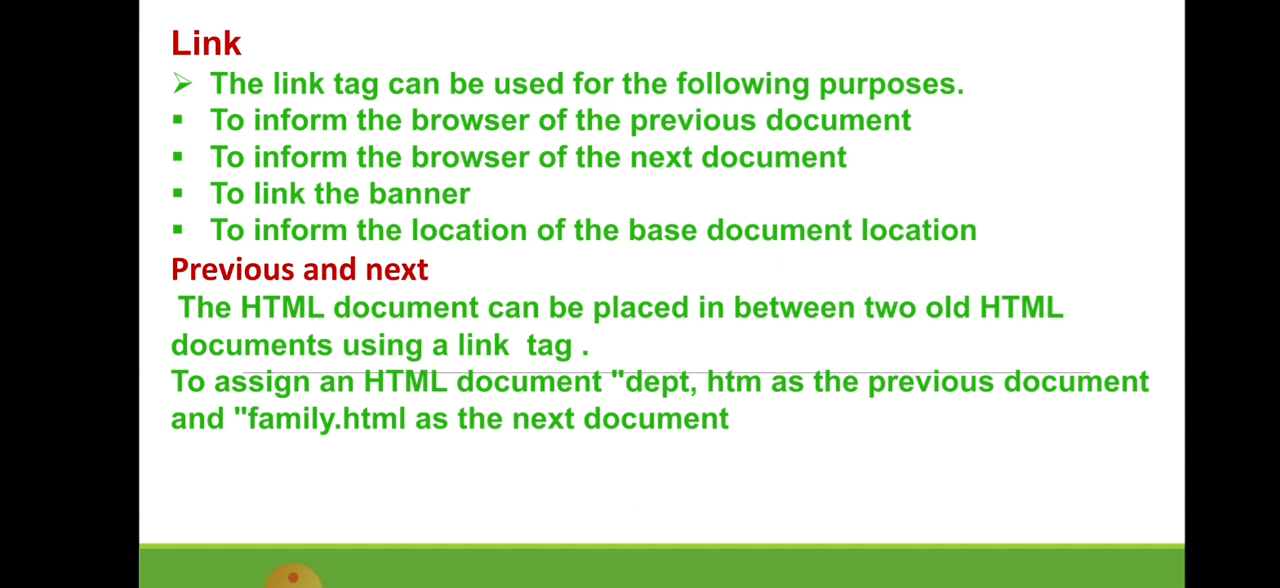 Link
➢ The link tag can be used for the following purposes.
▪ To inform the browser of the previous document
▪ To inform the browser of the next document
▪ To link the banner
▪ To inform the location of the base document location
Previous and next
The HTML document can be placed in between two old HTML
documents using a link tag .
To assign an HTML document "dept, htm as the previous document
and "family.html as the next document